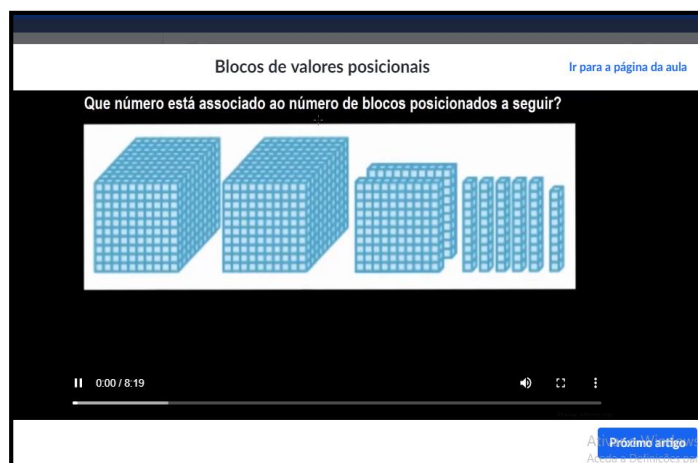 Blocos de valores posicionais
Ir para a página da aula
Que número está associado ao número de blocos posicionados a seguir?
0:00 / 8:19
Próximo artigo